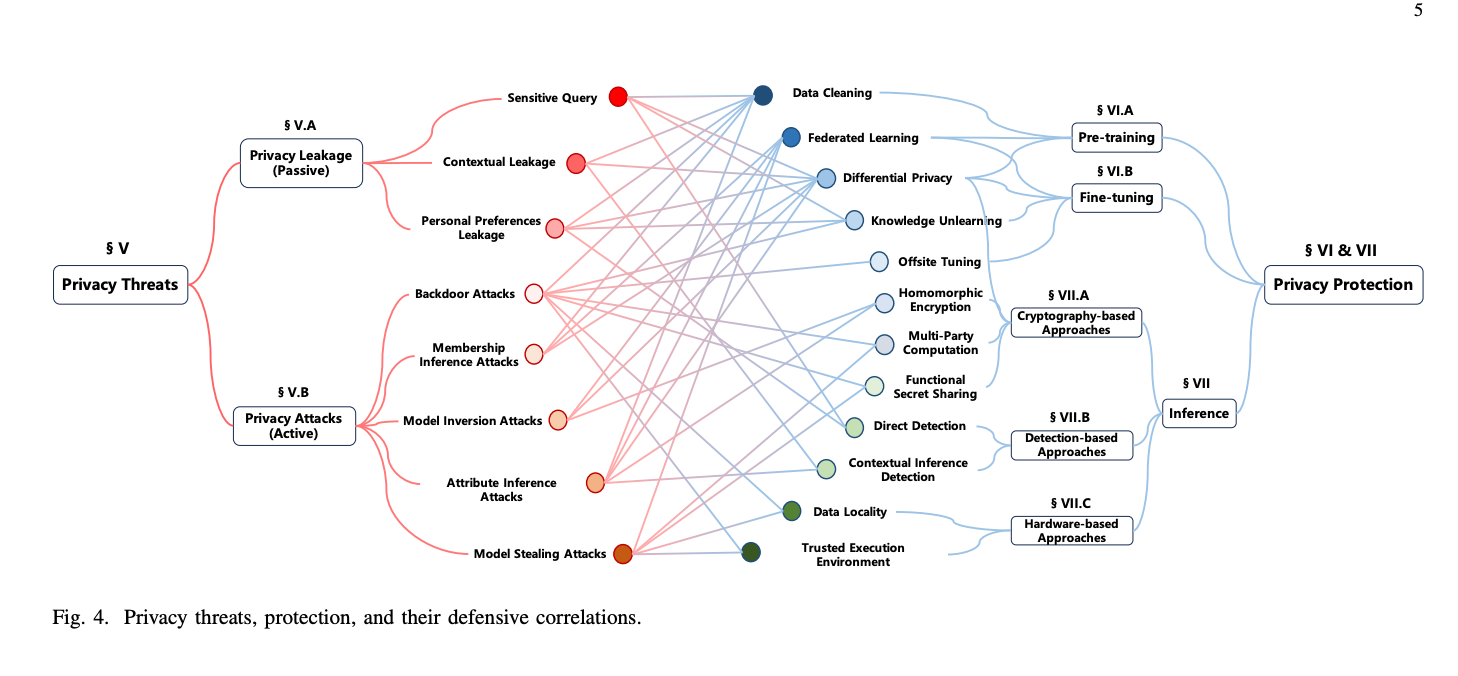 5
§ V
Privacy Threats
§ V.A
Privacy Leakage
(Passive)
§ V.B
Privacy Attacks
(Active)
Sensitive Query
Contextual Leakage
Personal Preferences
Leakage
Backdoor Attacks
Membership
Inference Attacks
Model Inversion Attacks
Attribute Inference
Attacks
Model Stealing Attacks
Data Cleaning
Federated Learning
Differential Privacy
Knowledge Unlearning
Offsite Tuning
Homomorphic
Encryption
Multi-Party
Computation
Functional
Secret Sharing
Direct Detection
Contextual Inference
Detection
Data Locality
Trusted Execution
Environment
§ VI.A
Pre-training
§ VI.B
Fine-tuning
§ VII.A
Cryptography-based
Approaches
§ VII.B
Detection-based
Approaches
§ VII.C
Hardware-based
Approaches
§ VII
Inference
§ VI & VII
Privacy Protection
Fig. 4. Privacy threats, protection, and their defensive correlations.